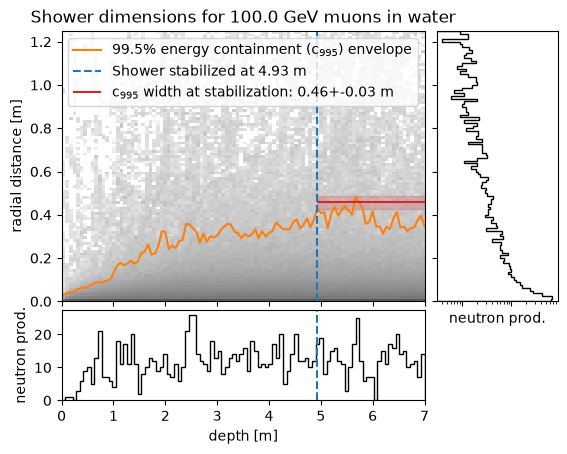 Shower dimensions for 100.0 GeV muons in water
99.5% energy containment (c₉₉₅) envelope
Shower stabilized at 4.93 m
c₉₉₅ width at stabilization: 0.46+-0.03 m
radial distance [m]
1.2
1.0
0.8
0.6
0.4
0.2
0.0
neutron prod.
neutron prod.
20
10
0
0 1 2 3 4 5 6 7
depth [m]